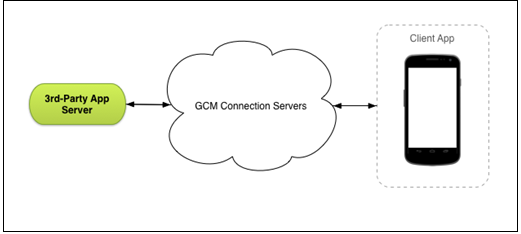 3rd-Party App
Server
GCM Connection Servers
Client App